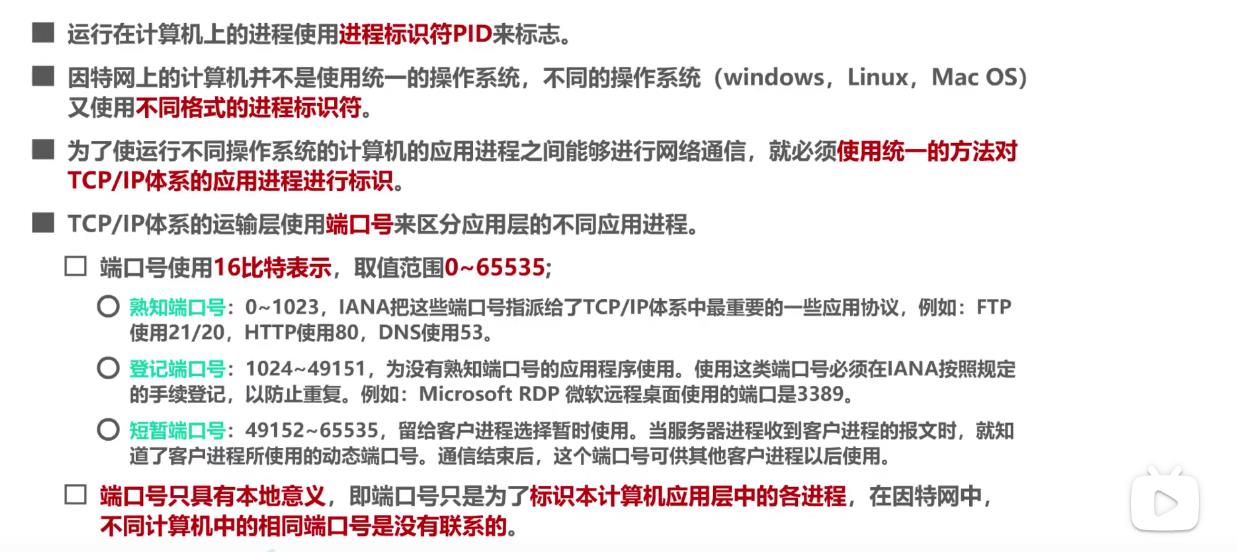 运行在计算机上的进程使用进程标识符PID来标志。
因特网上的计算机并不是使用统一的操作系统，不同的操作系统（windows，Linux，Mac OS）
又使用不同格式的进程标识符。
为了使运行不同操作系统的计算机的应用进程之间能够进行网络通信，就必须使用统一的方法对
TCP/IP体系的应用进程进行标识。
TCP/IP体系的运输层使用端口号来区分应用层的不同应用进程。
端口号使用16比特表示，取值范围0~65535;
熟知端口号：0~1023，IANA把这些端口号指派给了TCP/IP体系中最重要的一些应用协议，例如：FTP
使用21/20，HTTP使用80，DNS使用53。
登记端口号：1024~49151，为没有熟知端口号的应用程序使用。使用这类端口号必须在IANA按照规定
的手续登记，以防止重复。例如：Microsoft RDP 微软远程桌面使用的端口是3389。
短暂端口号：49152~65535，留给客户进程选择暂时使用。当服务器进程收到客户进程的报文时，就知
道了客户进程所使用的动态端口号。通信结束后，这个端口号可供其他客户进程以后使用。
端口号只具有本地意义，即端口号只是为了标识本计算机应用层中的各进程，在因特网中，
不同计算机中的相同端口号是没有联系的。